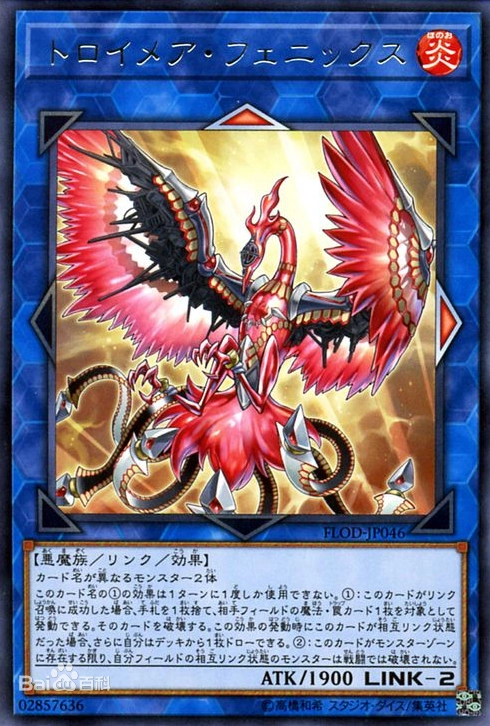 トロイメア・フェニックス
炎
ほのお
FLOD-JP046
【悪魔族/リンク/効果】
カード名が異なるモンスター2体
このカード名の①の効果は1ターンに1度しか使用できない。①:このカードがリンク
召喚に成功した場合、手札を1枚捨て、相手フィールドの魔法・罠カード1枚を対象として
発動できる。そのカードを破壊する。この効果の発動時にこのカードが相互リンク状態
だった場合、さらに自分はデッキから1枚ドローできる。②:このカードがモンスターゾーン
に存在する限り、自分フィールドの相互リンク状態のモンスターは戦闘では破壊されない。
ATK/1900 LINK-2
Bai百科
02857636
©高橋和希 スタジオ・ダイス/集英社